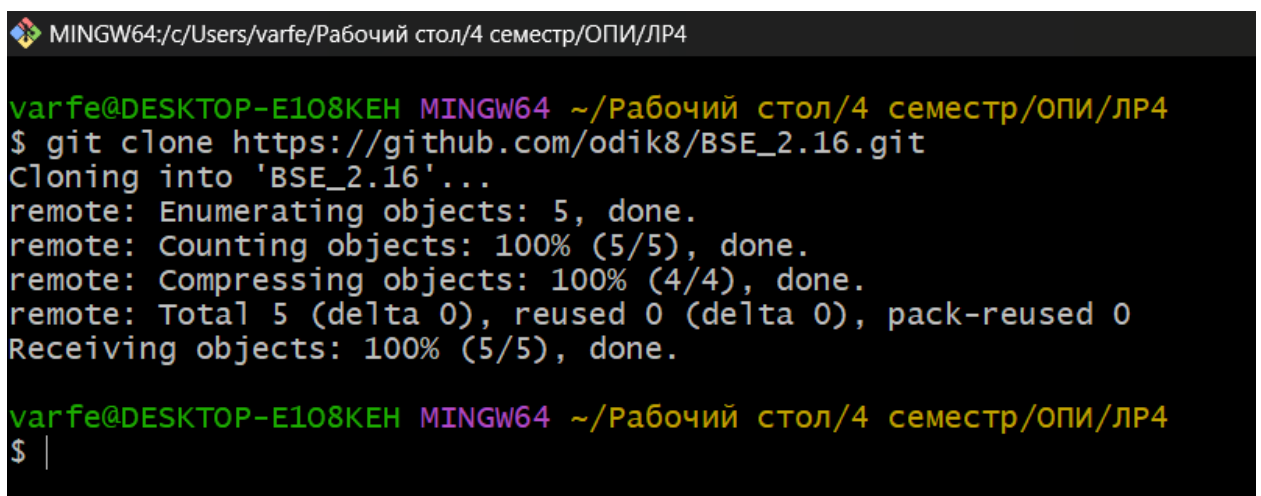 MINGW64:/c/Users/varfe/Рабочий стол/4 семестр/ОПИ/ЛР4
varfe@DESKTOP-E1O8KEH MINGW64 ~/Рабочий стол/4 семестр/ОПИ/ЛР4
$ git clone https://github.com/odik8/BSE_2.16.git
Cloning into 'BSE_2.16'...
remote: Enumerating objects: 5, done.
remote: Counting objects: 100% (5/5), done.
remote: Compressing objects: 100% (4/4), done.
remote: Total 5 (delta 0), reused 0 (delta 0), pack-reused 0
Receiving objects: 100% (5/5), done.
varfe@DESKTOP-E1O8KEH MINGW64 ~/Рабочий стол/4 семестр/ОПИ/ЛР4
$